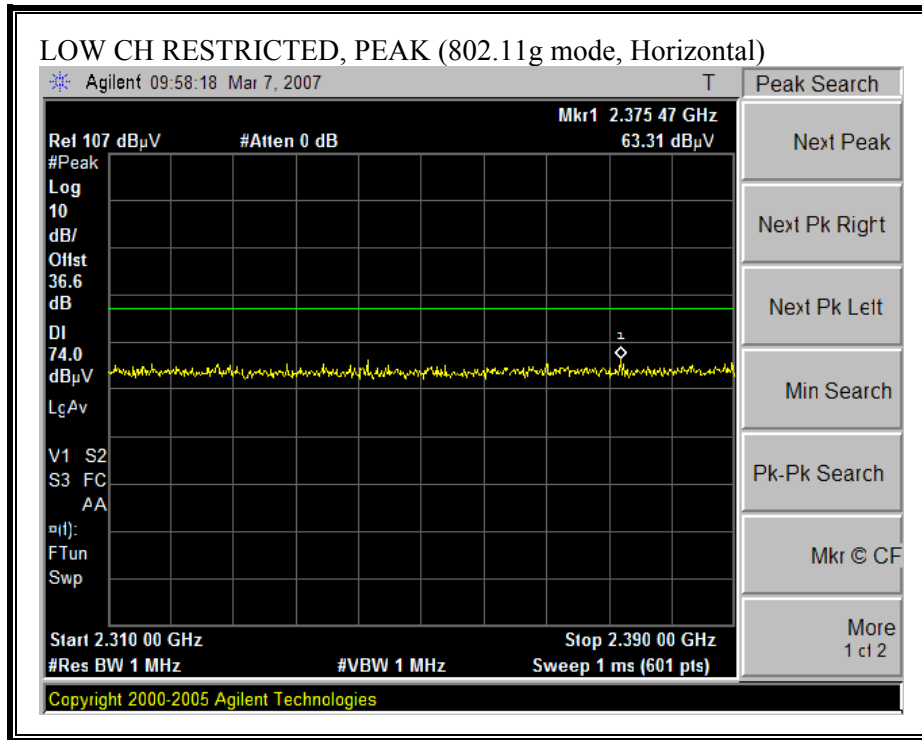 LOW CH RESTRICTED, PEAK (802.11g mode, Horizontal)
Agilent 09:58:18 Mar 7, 2007 T
Peak Search
Mkr1 2.375 47 GHz
Ref 107 dBµV #Atten 0 dB 63.31 dBµV
#Peak
Log
10
dB/
Offst
36.6
dB
DI
74.0
dBµV
LgAv
V1 S2
S3 FC
AA
¤(f):
FTun
Swp
1
Start 2.310 00 GHz Stop 2.390 00 GHz
#Res BW 1 MHz #VBW 1 MHz Sweep 1 ms (601 pts)
Copyright 2000-2005 Agilent Technologies
Next Peak
Next Pk Right
Next Pk Left
Min Search
Pk-Pk Search
Mkr © CF
More
1 of 2